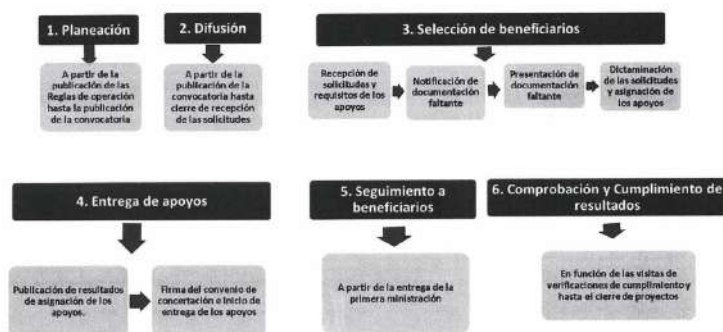 1. Planeación
2. Difusión
3. Selección de beneficiarios
A partir de la
publicación de las
Reglas de operación
hasta la publicación
de la convocatoria
A partir de la
publicación de la
convocatoria hasta
cierre de recepción
de las solicitudes
Recepción de
solicitudes y
requisitos de los
apoyos
Notificación de
documentación
faltante
Presentación de
documentación
faltante
Dictaminación
de las solicitudes
y asignación de
los apoyos
4. Entrega de apoyos
5. Seguimiento a
beneficiarios
6. Comprobación y Cumplimiento de
resultados
Publicación de resultados
de asignación de los
apoyos.
Firma del convenio de
concertación e inicio de
entrega de los apoyos
A partir de la entrega de la
primera ministración
En función de las visitas de
verificaciones de cumplimiento y
hasta el cierre de proyectos